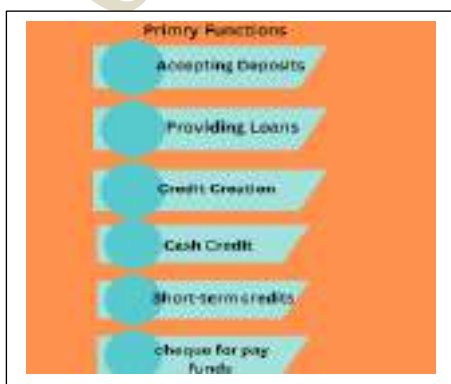 Primry Functions
Accepting Deposits
Providing Loans
Credit Creation
Cash Credit
Short-term credits
cheque for pay
funds